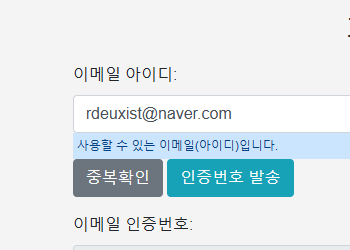 이메일 아이디:
rdeuxist@naver.com
사용할 수 있는 이메일(아이디)입니다.
중복확인 인증번호 발송
이메일 인증번호: